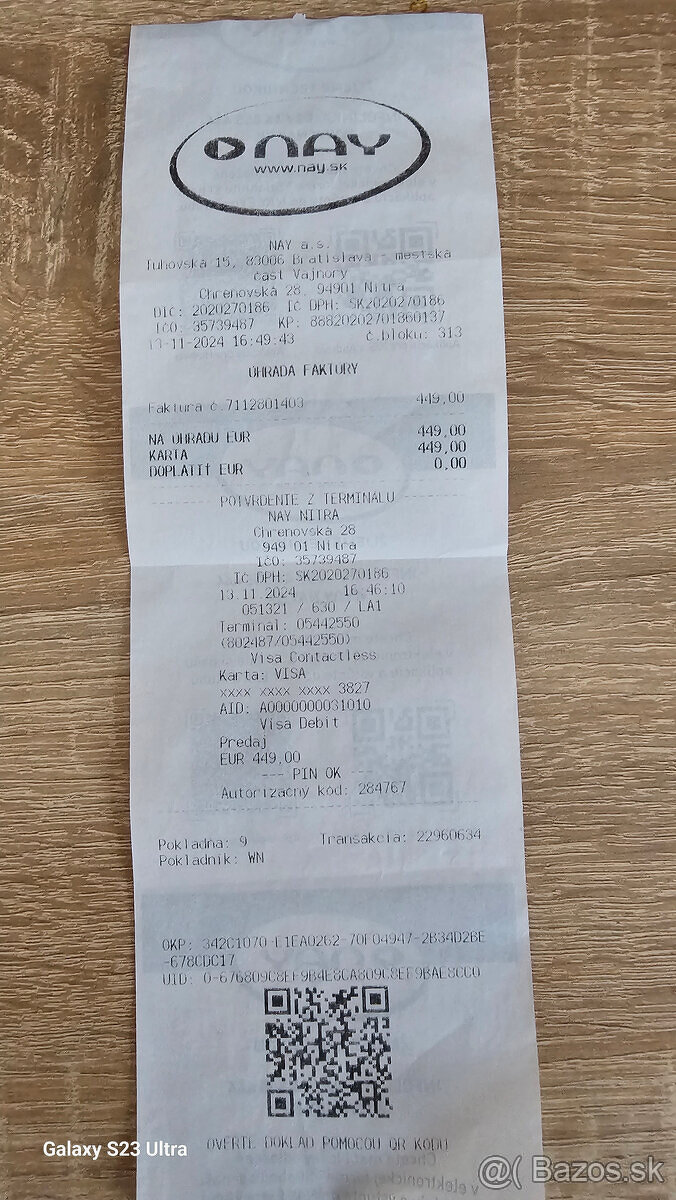 NAY
www.nay.sk
NAY a.s.
Tuhovská 15, 83006 Bratislava - mestská
časť Vajnory
Chrenovská 28, 94901 Nitra
DIČ: 2020270186 IČ DPH: SK2020270186
IČO: 35739487 KP: 88820202701860137
13-11-2024 16:49:43 č.bloku: 313
ÚHRADA FAKTÚRY
Faktúra č.7112801403 449,00
NA ÚHRADU EUR 449,00
KARTA 449,00
DOPLATIŤ EUR 0,00
POTVRDENIE Z TERMINÁLU
NAY NITRA
Chrenovská 28
949 01 Nitra
IČO: 35739487
IČ DPH: SK2020270186
13.11.2024 16:46:10
051321 / 630 / LA1
Terminál: 05442550
(802487/05442550)
Visa Contactless
Karta: VISA
xxxx xxxx xxxx 3827
AID: A0000000031010
Visa Debit
Predaj
EUR 449,00
--- PIN OK ---
Autorizačný kód: 284767
Pokladňa: 9 Transakcia: 22960634
Pokladník: WN
OKP: 342C1070-E1EA0262-70F04947-2B34D2BE
-678CDC17
UID: O-676809C8EF9B4E8CA809C8EF9BAE8CC0
OVERTE DOKLAD POMOCOU QR KÓDU
Galaxy S23 Ultra
@( Bazos.sk